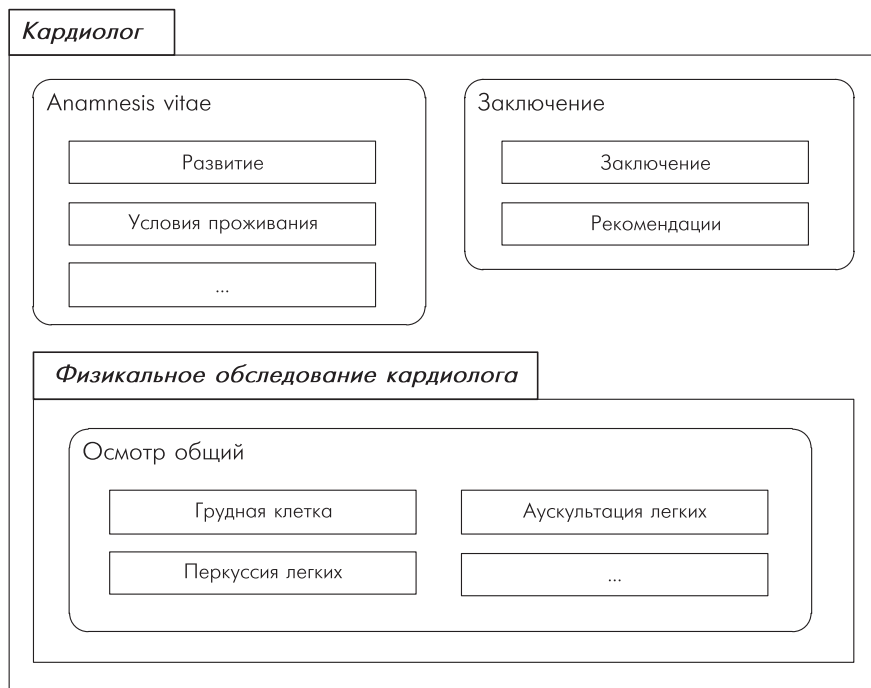 Кардиолог
Anamnesis vitae
Развитие
Условия проживания
...
Заключение
Заключение
Рекомендации
Физикальное обследование кардиолога
Осмотр общий
Грудная клетка
Аускультация легких
Перкуссия легких
...